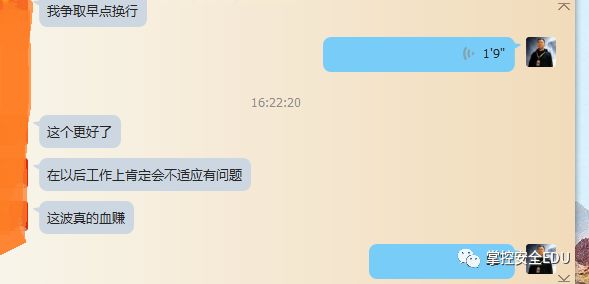 我争取早点换行
1'9"
16:22:20
这个更好了
在以后工作上肯定会不适应有问题
这波真的血赚
掌控安全EDU